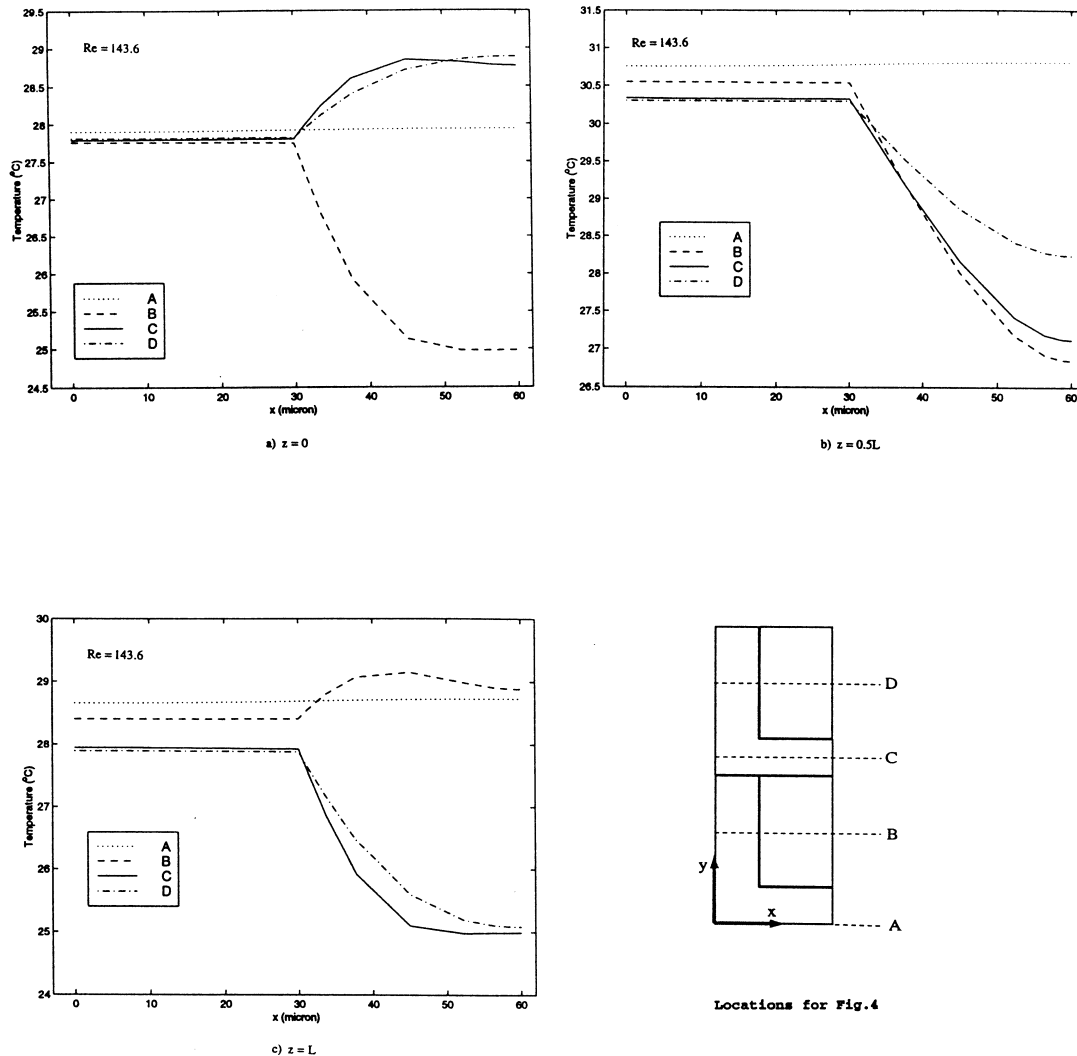 29.5
29
28.5
28
27.5
27
26.5
26
25.5
25
24.5
Temperature (°C)
Re = 143.6
A
B
C
D
0 10 20 30 40 50 60
x (micron)
a) z = 0
31.5
31
30.5
30
29.5
29
28.5
28
27.5
27
26.5
Temperature (°C)
Re = 143.6
A
B
C
D
0 10 20 30 40 50 60
x (micron)
b) z = 0.5L
30
29
28
27
26
25
24
Temperature (°C)
Re = 143.6
A
B
C
D
0 10 20 30 40 50 60
x (micron)
c) z = L
D
C
B
y
x
A
Locations for Fig.4